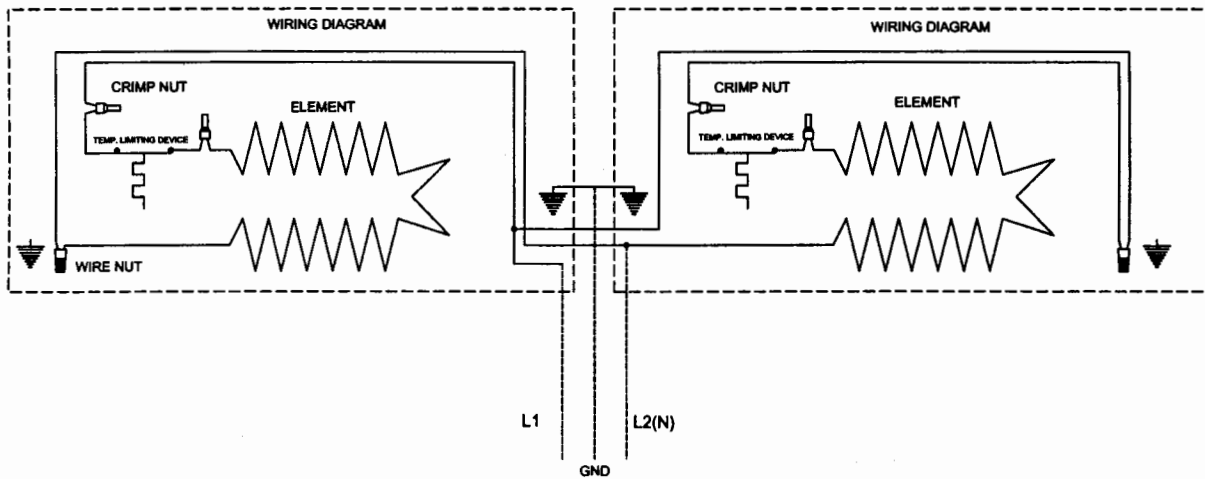 WIRING DIAGRAM
CRIMP NUT
ELEMENT
TEMP. LIMITING DEVICE
WIRE NUT
WIRING DIAGRAM
CRIMP NUT
ELEMENT
TEMP. LIMITING DEVICE
L1
L2(N)
GND